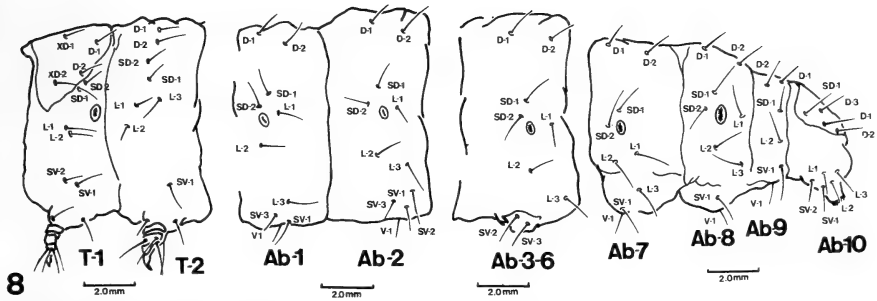 XD-1
D-1
XD-2
D-2
SD-2
SD-1
L-1
L-2
SV-2
SV-1
T-1
D-1
D-2
SD-2
SD-1
L-1
L-3
L-2
SV-1
T-2
D-1
D-2
SD-1
SD-2
L-1
L-2
L-3
SV-3
SV-1
V-1
Ab-1
D-1
D-2
SD-1
SD-2
L-1
L-2
L-3
SV-1
SV-3
V-1
SV-2
Ab-2
D-1
D-2
SD-1
SD-2
L-1
L-2
L-3
SV-2
SV-3
Ab-3-6
D-1
D-2
SD-1
SD-2
L-1
L-2
L-3
V-1
SV-1
Ab-7
D-1
D-2
SD-1
SD-2
L-1
L-2
L-3
SV-1
V-1
Ab-8
D-2
D-1
SD-1
L-2
SV-1
Ab-9
SD-1
D-3
D-1
D-2
L-1
L-3
L-2
SV-2
SV-1
Ab-10
8
2.0mm
2.0mm
2.0mm
2.0mm